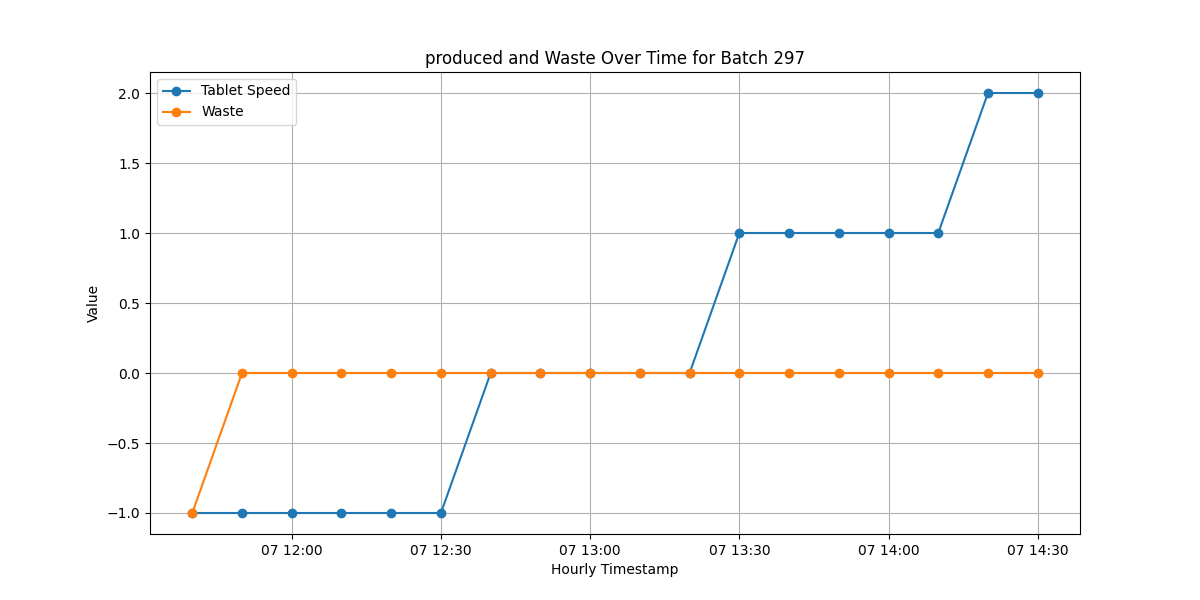 produced and Waste Over Time for Batch 297
Tablet Speed
Waste
2.0
1.5
1.0
0.5
0.0
−0.5
−1.0
Value
07 12:00 07 12:30 07 13:00 07 13:30 07 14:00 07 14:30
Hourly Timestamp